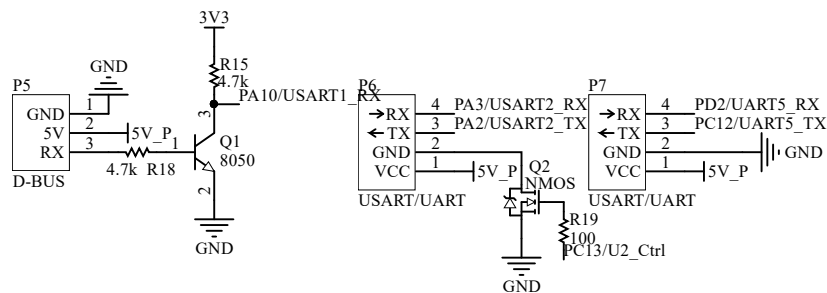 3V3
R15
4.7k
PA10/USART1_RX
3
P5
GND
GND 1
5V 2 5V_P
RX 3
4.7k R18
D-BUS
1
Q1
8050
2
GND
P6
RX 4 PA3/USART2_RX
TX 3 PA2/USART2_TX
GND 2
VCC 1 5V_P
USART/UART
Q2
NMOS
R19
100
PC13/U2_Ctrl
GND
P7
RX 4 PD2/UART5_RX
TX 3 PC12/UART5_TX
GND 2 GND
VCC 1 5V_P
USART/UART